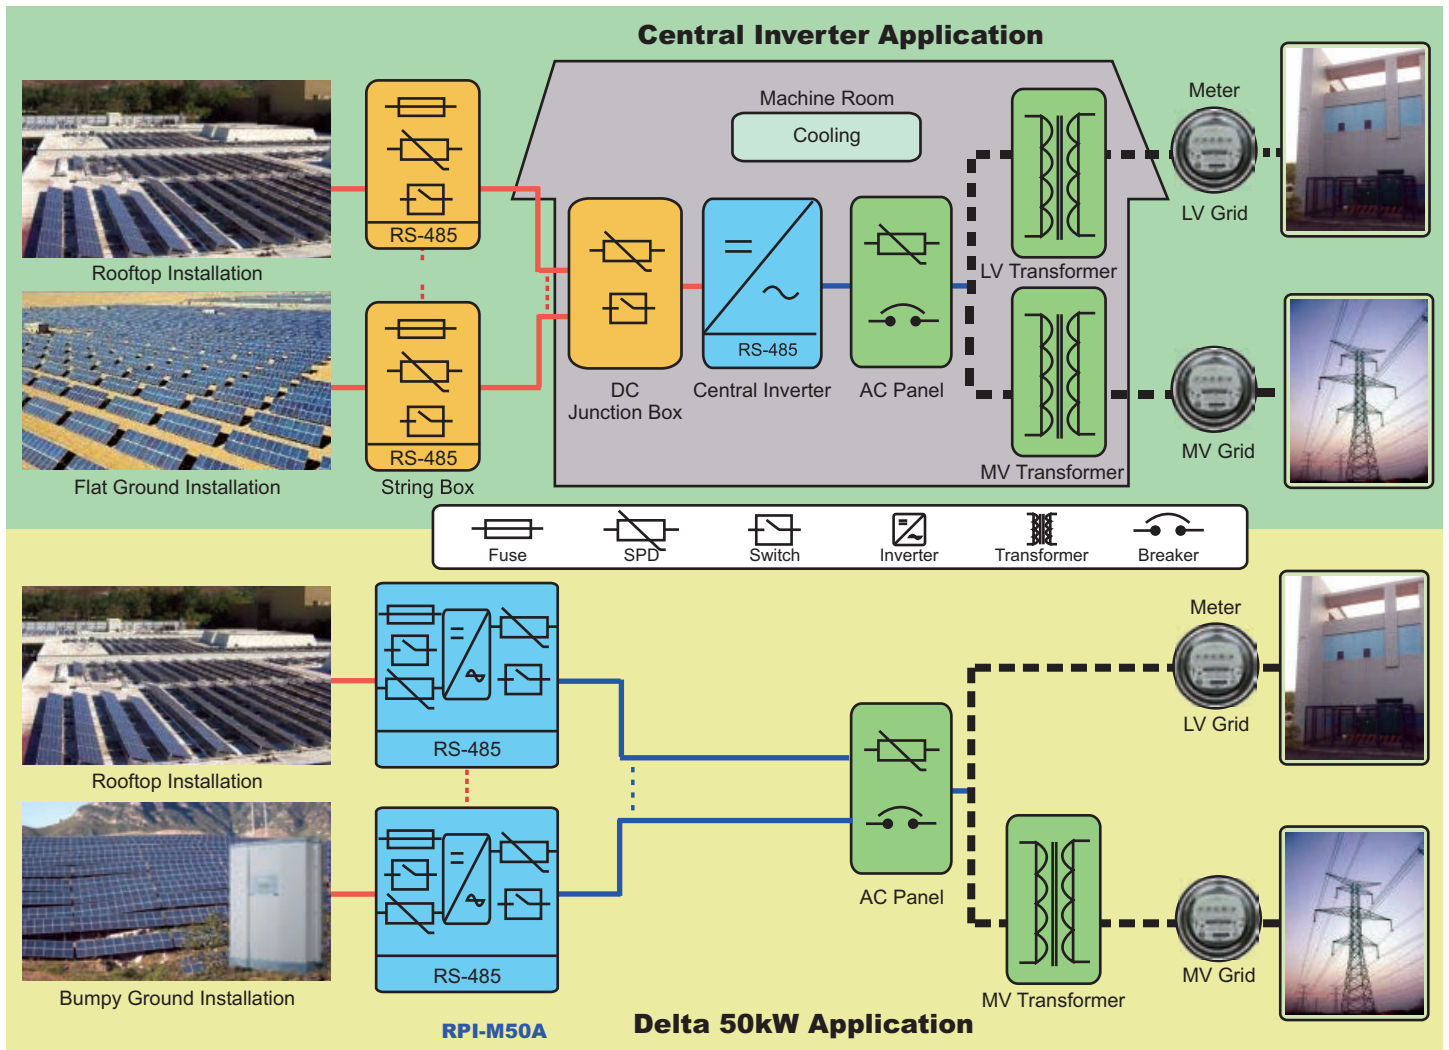 Central Inverter Application
Machine Room
Cooling
Meter
RS-485
Rooftop Installation
LV Transformer
LV Grid
RS-485
DC
Junction Box
Central Inverter
AC Panel
RS-485
Flat Ground Installation
String Box
MV Transformer
MV Grid
Fuse
SPD
Switch
Inverter
Transformer
Breaker
Meter
RS-485
Rooftop Installation
LV Grid
AC Panel
RS-485
Bumpy Ground Installation
MV Transformer
MV Grid
RPI-M50A
Delta 50kW Application